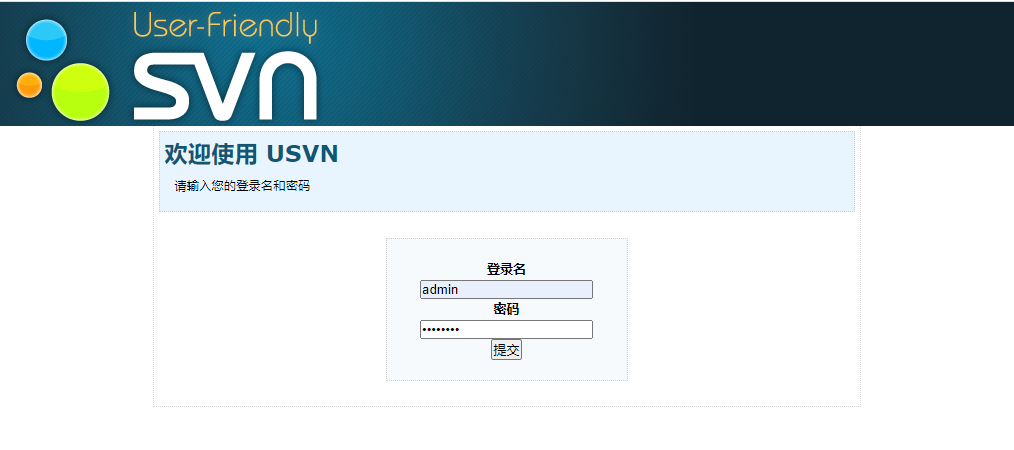 User-Friendly
SVN
欢迎使用 USVN
请输入您的登录名和密码
登录名
admin
密码
••••••••
提交